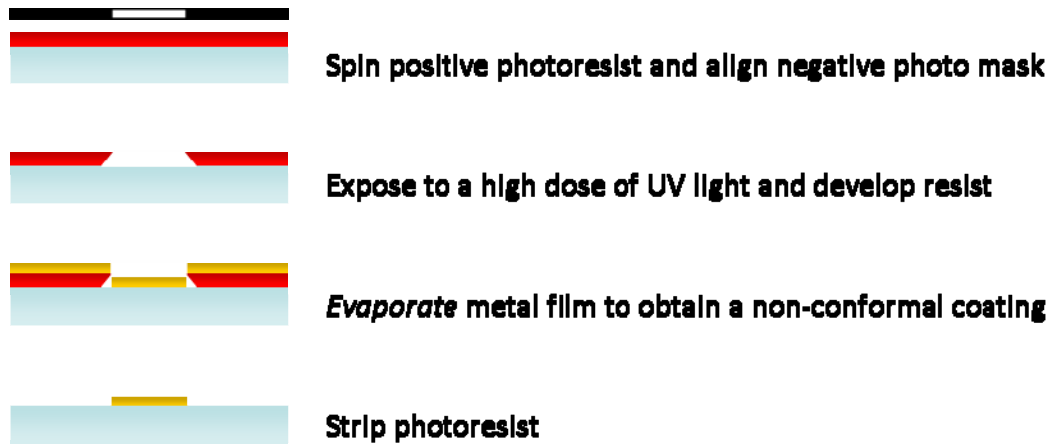 Spin positive photoresist and align negative photo mask
Expose to a high dose of UV light and develop resist
Evaporate metal film to obtain a non-conformal coating
Strip photoresist